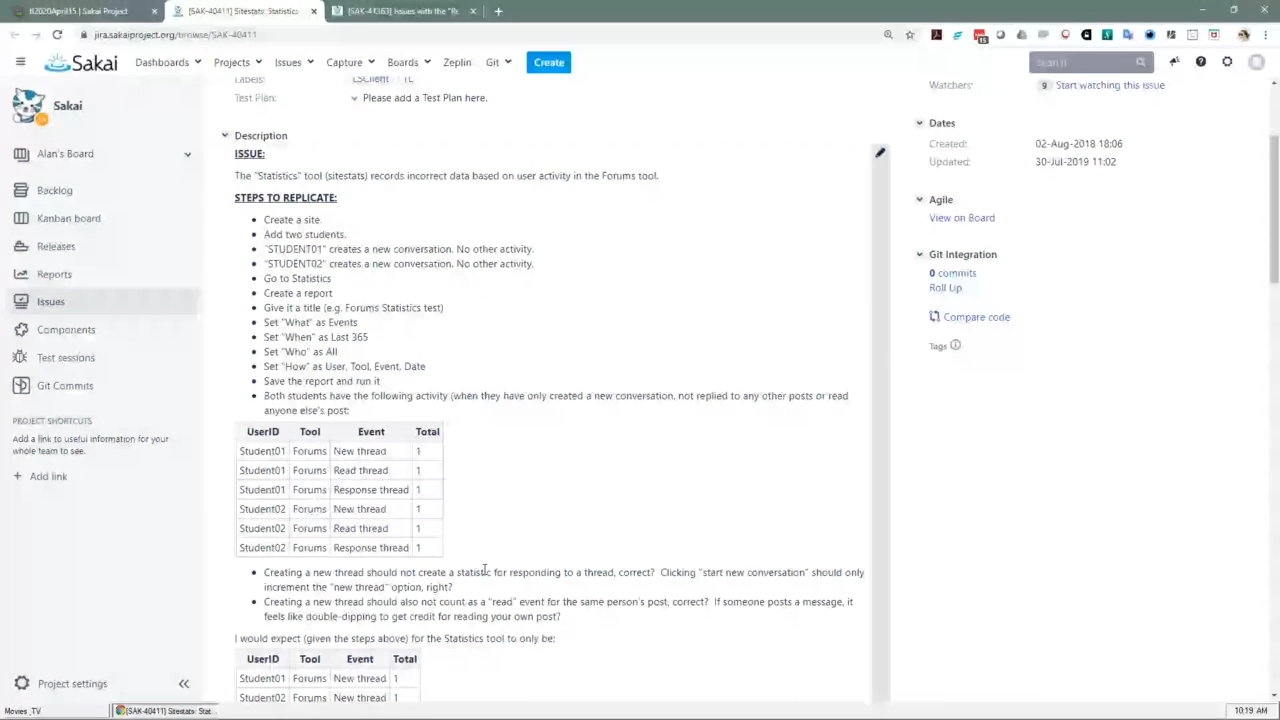 tl2020April15 | Sakai Project
[SAK-40411] Sitestats: Statistics
[SAK-41363] Issues with the "Re
jira.sakaiproject.org/browse/SAK-40411
15
Sakai Dashboards Projects Issues Capture Boards Zeplin Git Create
Labels: LSClient TL
Test Plan: Please add a Test Plan here.
Watchers: 9 Start watching this issue
Sakai
Alan's Board
Backlog
Kanban board
Releases
Reports
Issues
Components
Test sessions
Git Commits
PROJECT SHORTCUTS
Add a link to useful information for your
whole team to see.
Add link
Project settings
Description
ISSUE:
The "Statistics" tool (sitestats) records incorrect data based on user activity in the Forums tool.
STEPS TO REPLICATE:
Create a site.
Add two students.
"STUDENT01" creates a new conversation. No other activity.
"STUDENT02" creates a new conversation. No other activity.
Go to Statistics
Create a report
Give it a title (e.g. Forums Statistics test)
Set "What" as Events
Set "When" as Last 365
Set "Who" as All
Set "How" as User, Tool, Event, Date
Save the report and run it
Both students have the following activity (when they have only created a new conversation, not replied to any other posts or read
anyone else's post:
UserID Tool Event Total
Student01 Forums New thread 1
Student01 Forums Read thread 1
Student01 Forums Response thread 1
Student02 Forums New thread 1
Student02 Forums Read thread 1
Student02 Forums Response thread 1
Creating a new thread should not create a statistic for responding to a thread, correct? Clicking "start new conversation" should only
increment the "new thread" option, right?
Creating a new thread should also not count as a "read" event for the same person's post, correct? If someone posts a message, it
feels like double-dipping to get credit for reading your own post?
I would expect (given the steps above) for the Statistics tool to only be:
UserID Tool Event Total
Student01 Forums New thread 1
Student02 Forums New thread 1
Dates
Created: 02-Aug-2018 18:06
Updated: 30-Jul-2019 11:02
Agile
View on Board
Git Integration
0 commits
Roll Up
Compare code
Tags
Movies_TV
[SAK-40411] Sitestats: Stat...
10:19 AM